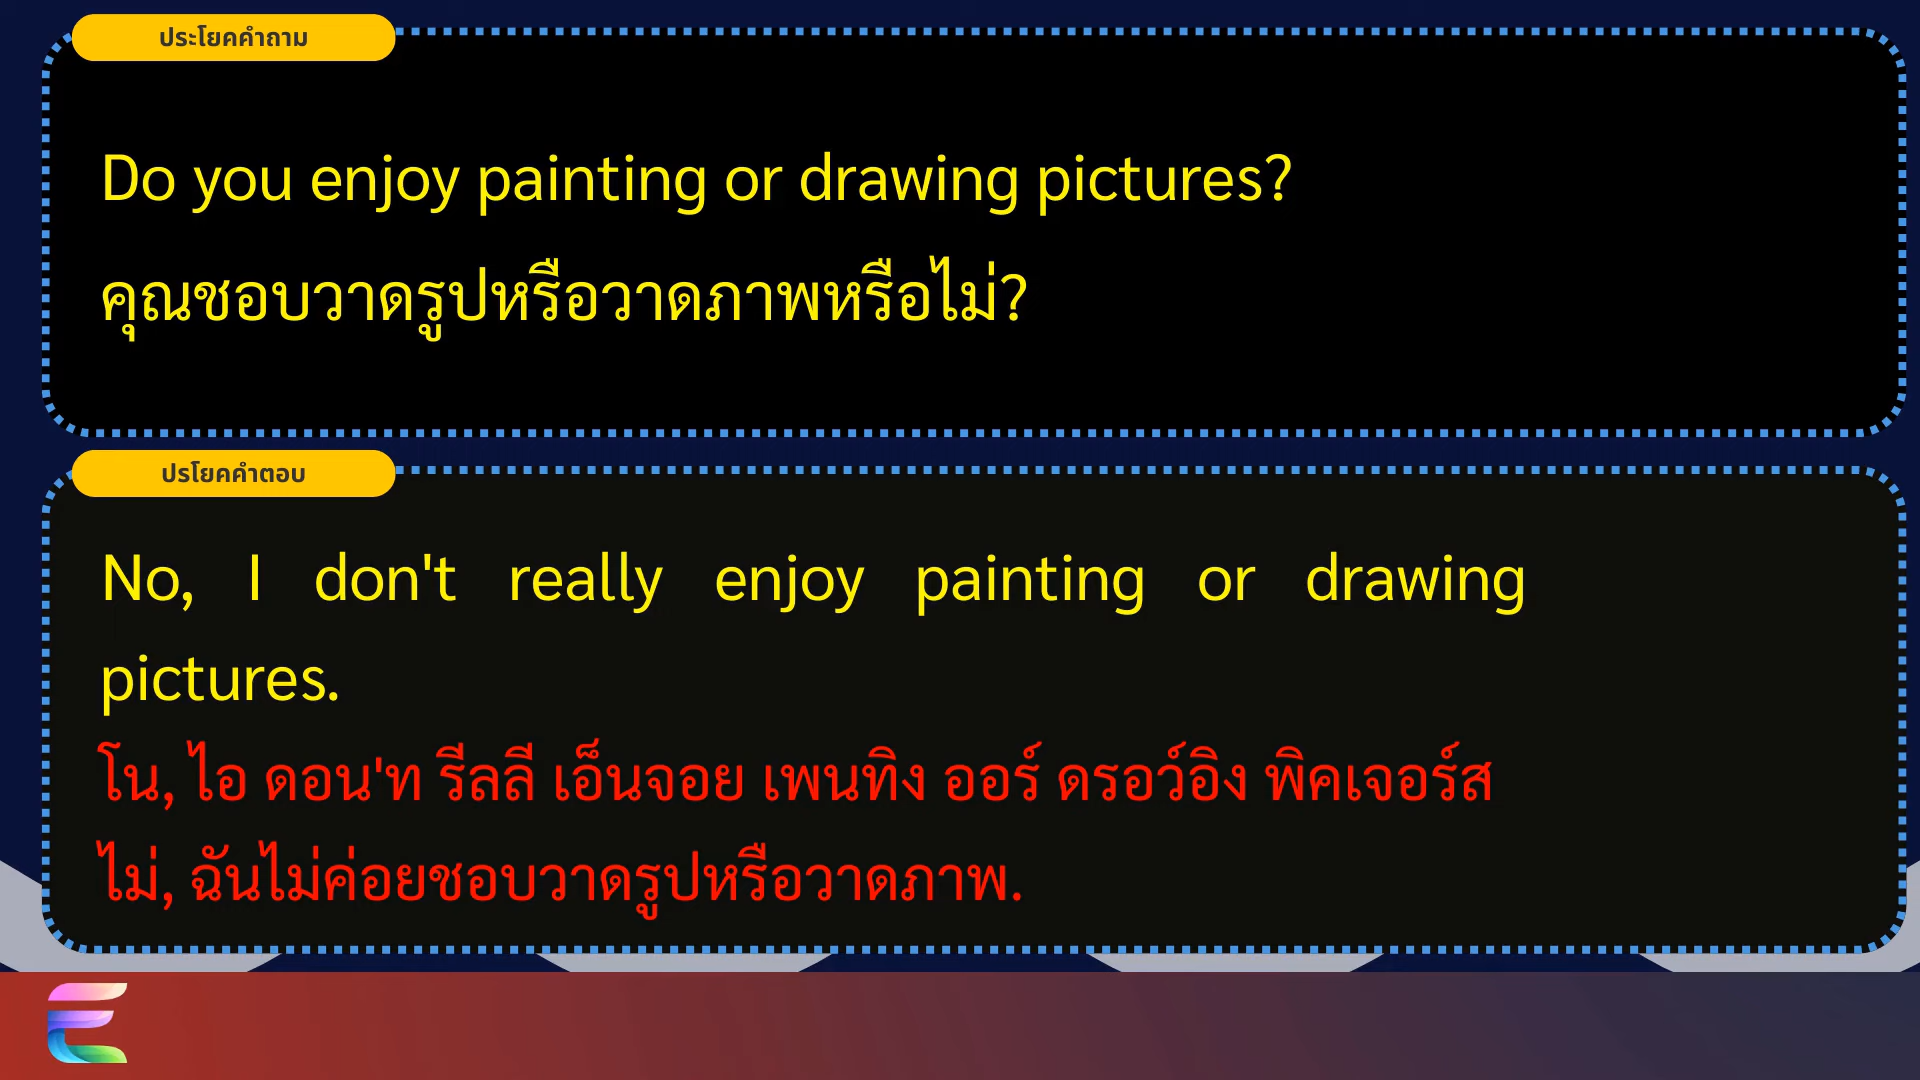 ประโยคคำถาม
Do you enjoy painting or drawing pictures?
คุณชอบวาดรูปหรือวาดภาพหรือไม่?
ปรโยคคำตอบ
No, I don't really enjoy painting or drawing
pictures.
โน, ไอ ดอน'ท รีลลี เอ็นจอย เพนทิง ออร์ ดรอว์อิง พิคเจอร์ส
ไม่, ฉันไม่ค่อยชอบวาดรูปหรือวาดภาพ.